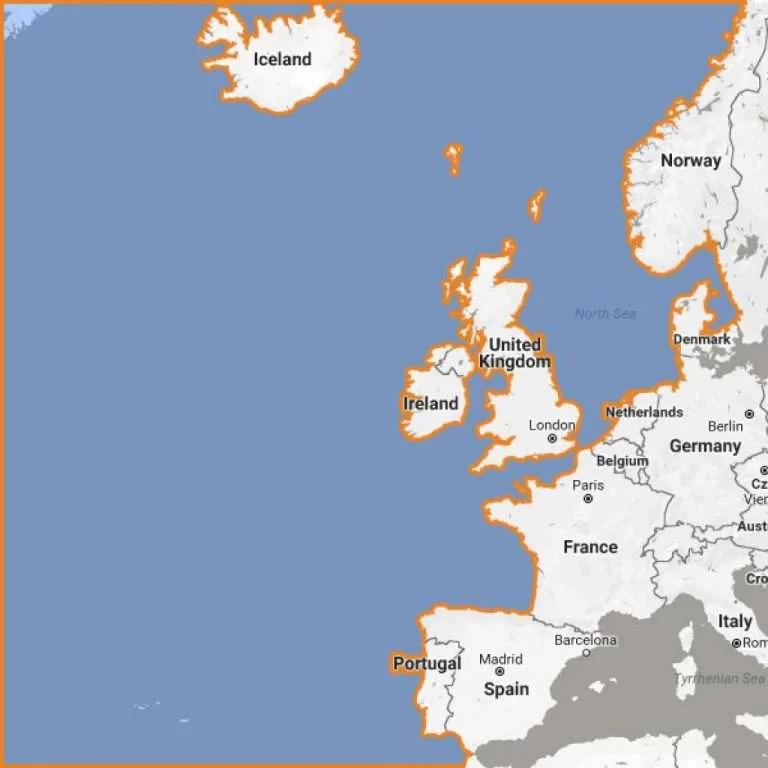 Iceland
Norway
North Sea
United
Kingdom
Denmark
Ireland
Netherlands
London
Berlin
Germany
Belgium
Cz
Paris
Vien
Aust
France
Cro
Italy
Barcelona
Rom
Portugal
Madrid
Spain
Tyrrhenian Sea